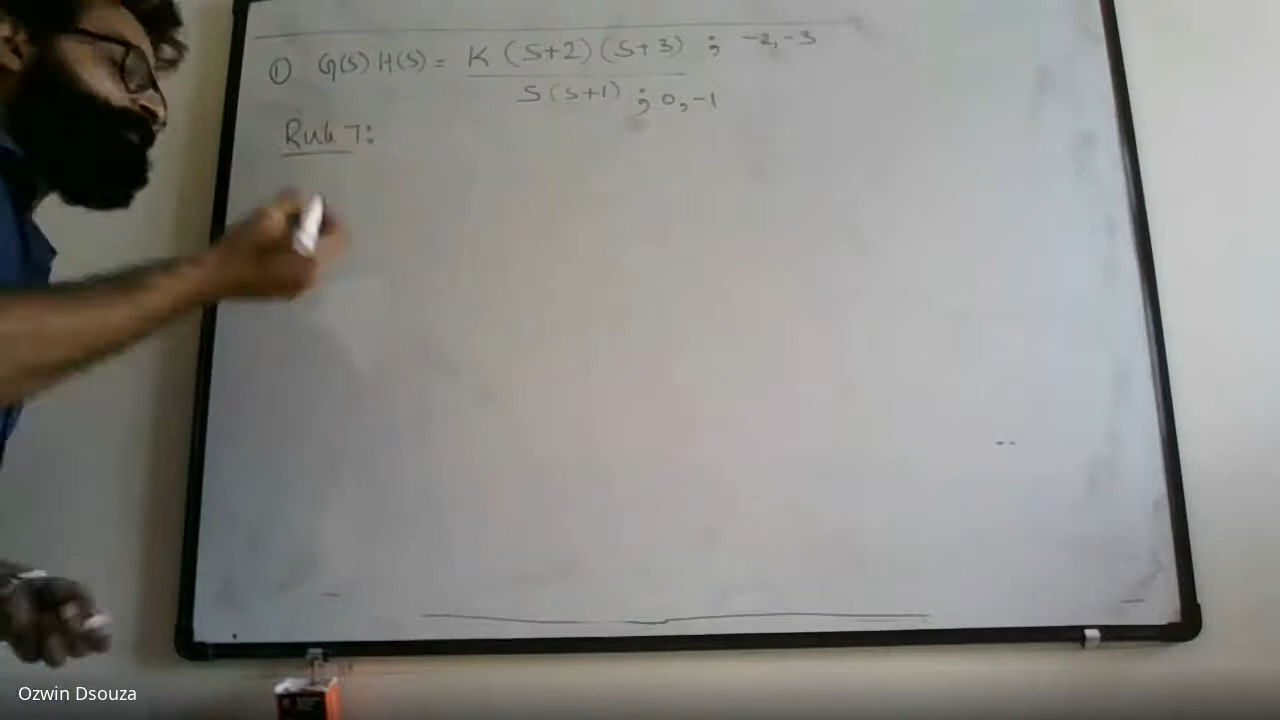 ① G(S) H(S) = K (S+2) (S+3) ; -2, -3
S(S+1) ; 0, -1
Rule 7:
Ozwin Dsouza